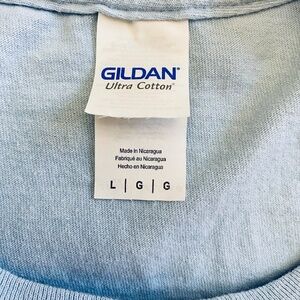 GILDAN®
Ultra Cotton®
Made in Nicaragua
Fabriqué au Nicaragua
Hecho en Nicaragua
L | G | G